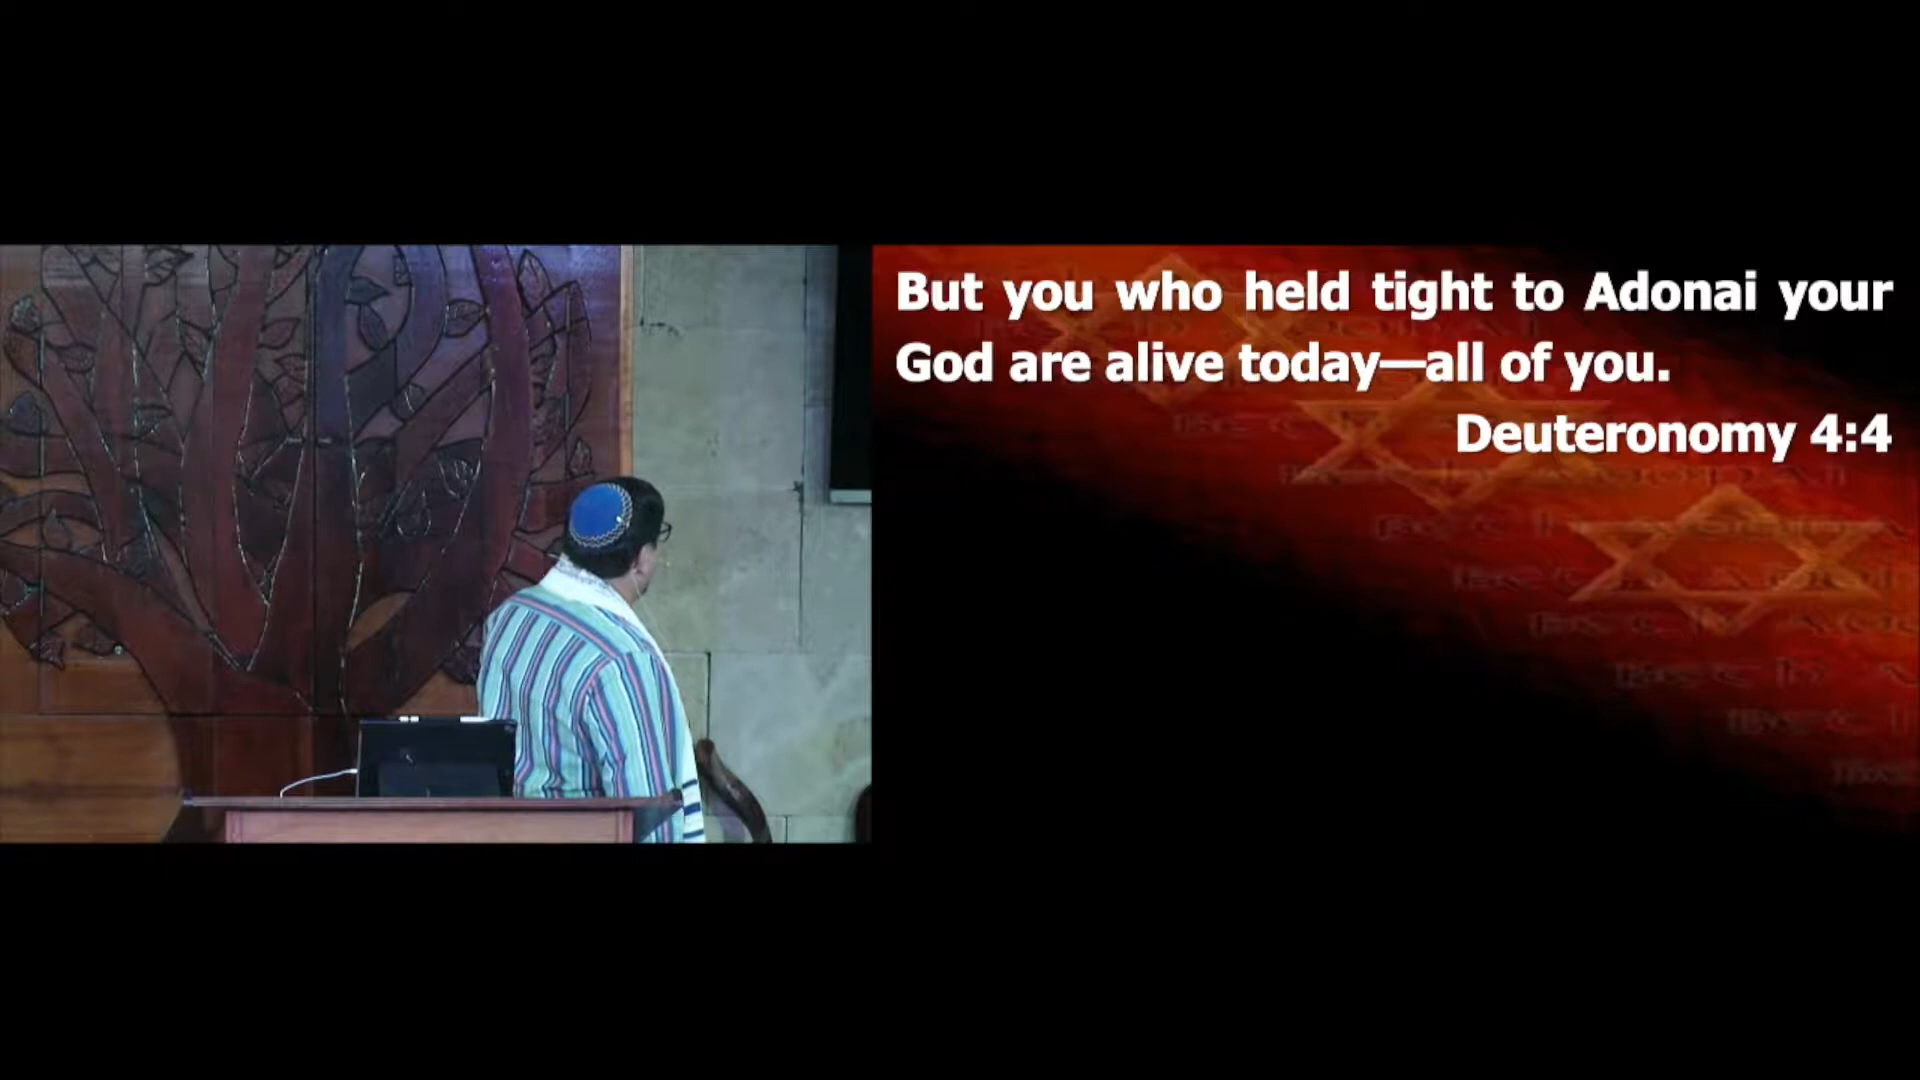 But you who held tight to Adonai your
God are alive today—all of you.
Deuteronomy 4:4